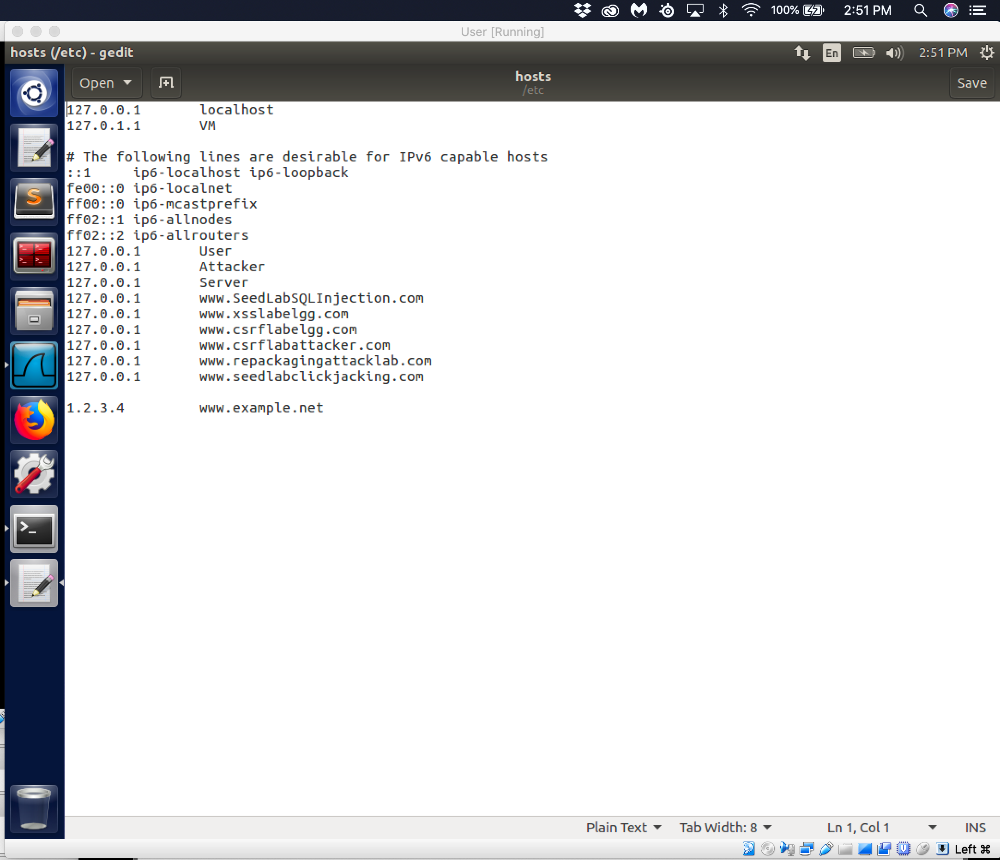 100% 2:51 PM
User [Running]
hosts (/etc) - gedit En 2:51 PM
Open hosts Save
/etc
127.0.0.1 localhost
127.0.1.1 VM
# The following lines are desirable for IPv6 capable hosts
::1 ip6-localhost ip6-loopback
fe00::0 ip6-localnet
ff00::0 ip6-mcastprefix
ff02::1 ip6-allnodes
ff02::2 ip6-allrouters
127.0.0.1 User
127.0.0.1 Attacker
127.0.0.1 Server
127.0.0.1 www.SeedLabSQLInjection.com
127.0.0.1 www.xsslabelgg.com
127.0.0.1 www.csrflabelgg.com
127.0.0.1 www.csrflabattacker.com
127.0.0.1 www.repackagingattacklab.com
127.0.0.1 www.seedlabclickjacking.com
1.2.3.4 www.example.net
Plain Text Tab Width: 8 Ln 1, Col 1 INS
Left ⌘